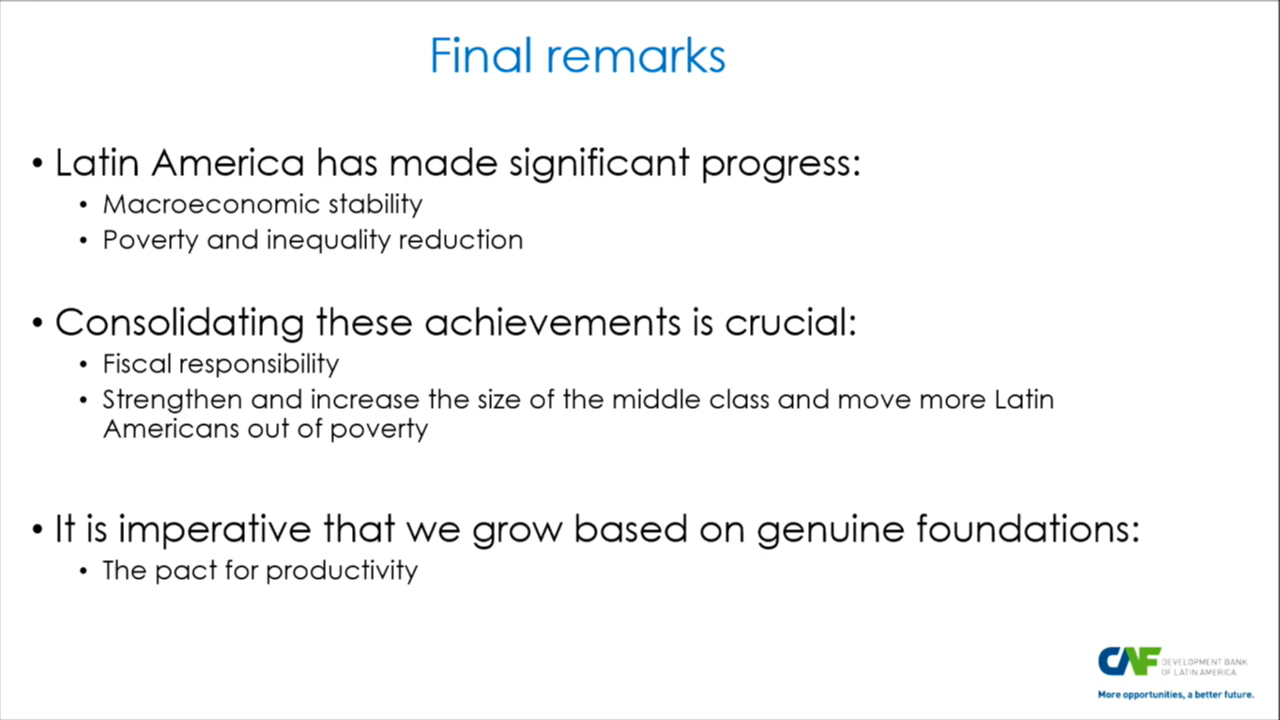 Final remarks
• Latin America has made significant progress:
• Macroeconomic stability
• Poverty and inequality reduction
• Consolidating these achievements is crucial:
• Fiscal responsibility
• Strengthen and increase the size of the middle class and move more Latin
Americans out of poverty
• It is imperative that we grow based on genuine foundations:
• The pact for productivity
CAF DEVELOPMENT BANK
OF LATIN AMERICA
More opportunities, a better future.